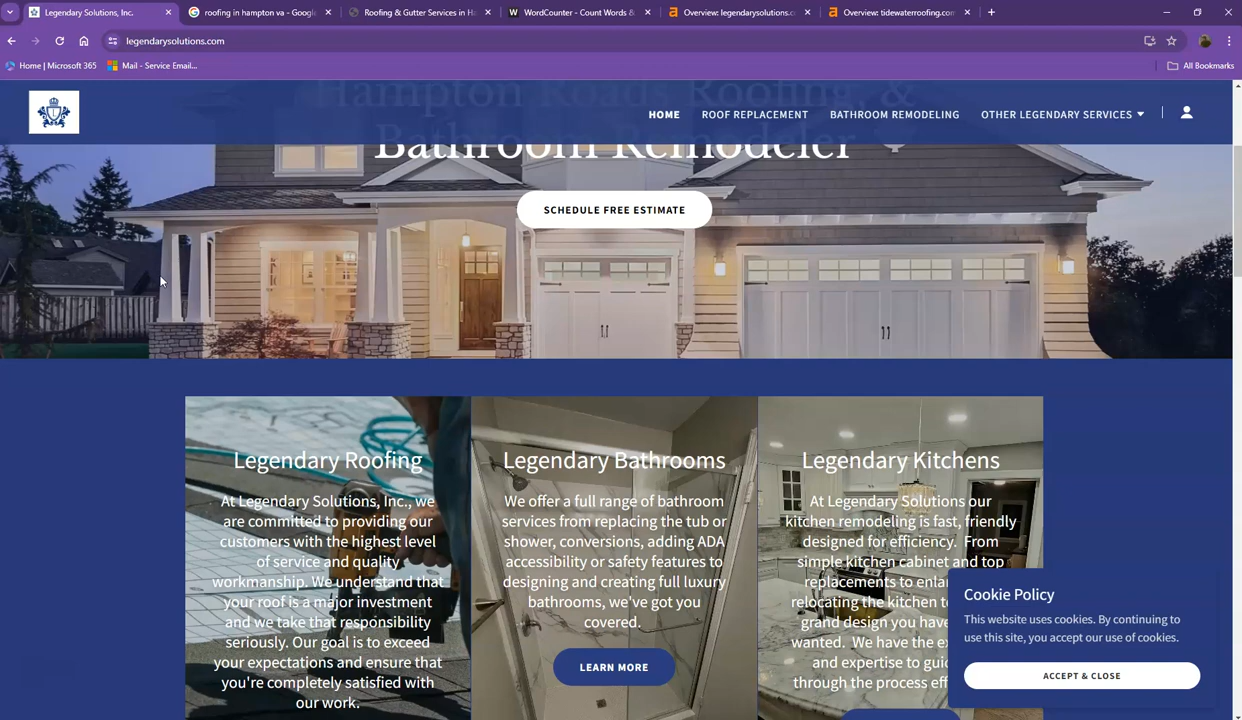 Legendary Solutions, Inc.
roofing in hampton va - Google
Roofing & Gutter Services in Ha
WordCounter - Count Words &
Overview: legendarysolutions.co
Overview: tidewaterroofing.com
legendarysolutions.com
Home | Microsoft 365
Mail - Service Email...
All Bookmarks
HOME
ROOF REPLACEMENT
BATHROOM REMODELING
OTHER LEGENDARY SERVICES
Hampton Roads Roofing, &
Bathroom Remodeler
SCHEDULE FREE ESTIMATE
Legendary Roofing
At Legendary Solutions, Inc., we
are committed to providing our
customers with the highest level
of service and quality
workmanship. We understand that
your roof is a major investment
and we take that responsibility
seriously. Our goal is to exceed
your expectations and ensure that
you're completely satisfied with
our work.
Legendary Bathrooms
We offer a full range of bathroom
services from replacing the tub or
shower, conversions, adding ADA
accessibility or safety features to
designing and creating full luxury
bathrooms, we've got you
covered.
LEARN MORE
Legendary Kitchens
At Legendary Solutions our
kitchen remodeling is fast, friendly
designed for efficiency. From
simple kitchen cabinet and top
replacements to
relocating the kitchen
grand design you have
wanted. We have the
and expertise to
through the process
Cookie Policy
This website uses cookies. By continuing to
use this site, you accept our use of cookies.
ACCEPT & CLOSE